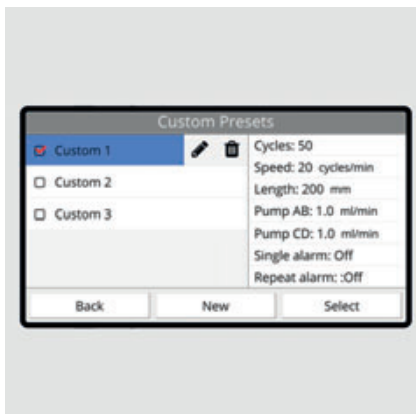 Custom Presets
Custom 1
Custom 2
Custom 3
Cycles: 50
Speed: 20 cycles/min
Length: 200 mm
Pump AB: 1.0 ml/min
Pump CD: 1.0 ml/min
Single alarm: Off
Repeat alarm: :Off
Back
New
Select